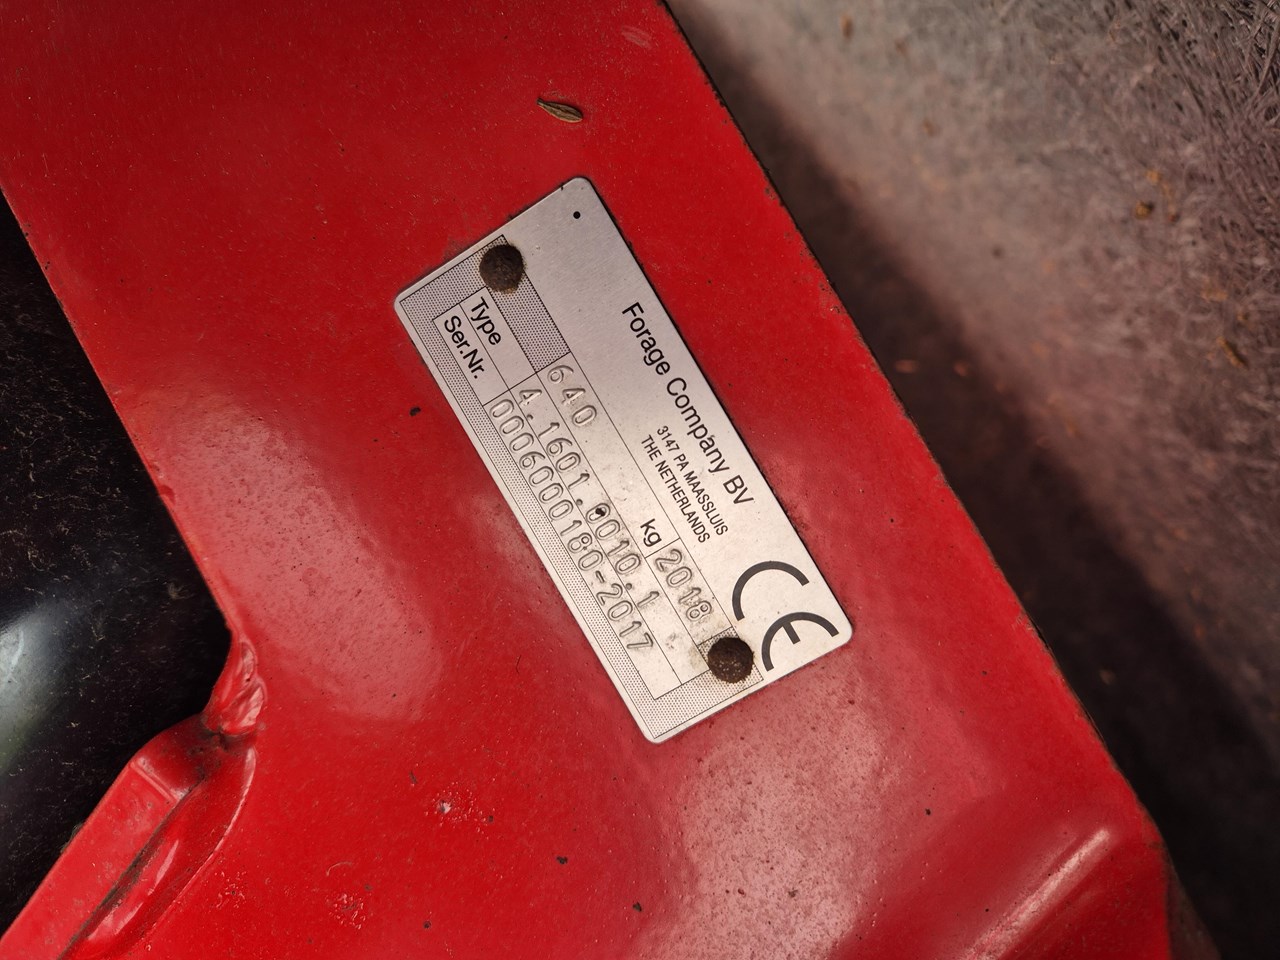 Forage Company BV
3147 PA MAASSLUIS
THE NETHERLANDS
CE
640 kg 2018
Type 4.1601.0010.1
Ser.Nr. 0006000180-2017